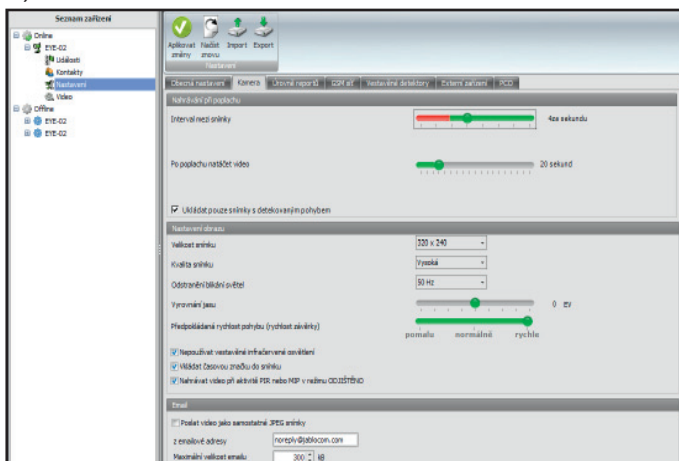 Seznam zařízení
Online
EYE-02
Události
Kontakty
Nastavení
Video
Offline
EYE-02
EYE-02
Aplikovat změny
Načíst znovu
Import
Export
Nastavení
Obecná nastavení Kamera Úrovně reportů GSM síť Vestavěné detektory Externí zařízení
Nahrávání při poplachu
Interval mezi snímky 4ze sekundu
Po poplachu natáčet video 20 sekund
Ukládat pouze snímky s detekovaným pohybem
Nastavení obrazu
Velikost snímku 320 x 240
Kvalita snímku Vysoká
Odstranění blikání světel 50 Hz
Vyrovnání jasu 0 EV
Předpokládaná rychlost pohybu (rychlost závěrky)
pomalu normálně rychle
Nepoužívat vestavěné infračervené osvětlení
Vkládat časovou značku do snímku
Nahrávat video při aktivitě PIR nebo MIP v režimu ODJIŠTĚNO
Email
Poslat video jako samostatné JPEG snímky
z emailové adresy noreply@jablocom.com
Maximální velikost emailu 300 kB